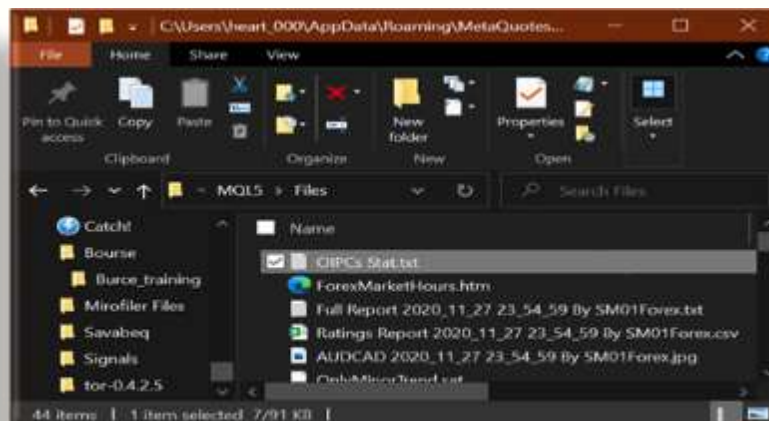 C:\Users\heart_000\AppData\Roaming\MetaQuotes...
File Home Share View
Pin to Quick access
Copy
Paste
New folder
Properties
Select
Clipboard
Organize
New
Open
MQL5 > Files
Search Files
Catch!
Bourse
Burce_training
Mirofiler Files
Savabeq
Signals
tor-0.4.2.5
Name
Stat.txt
ForexMarketHours.htm
Full Report 2020_11_27 23_54_59 By SM01Forex.txt
Ratings Report 2020_11_27 23_54_59 By SM01Forex.csv
AUDCAD 2020_11_27 23_54_59 By SM01Forex.jpg
OnlyMinorTrend.set
44 items 1 item selected 7/91 KB